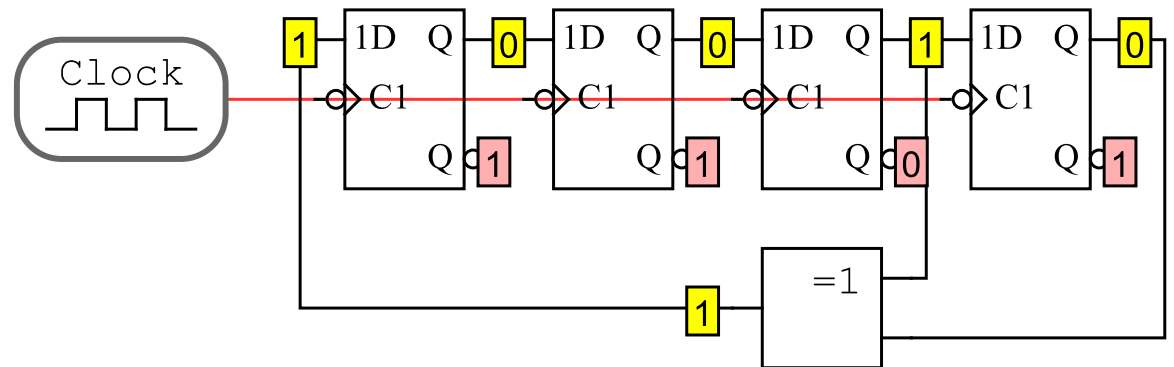 1 1D Q 0 1D Q 0 1D Q 1 1D Q 0
Clock
C1 C1 C1 C1
Q 1 Q 1 Q 0 Q 1
=1
1